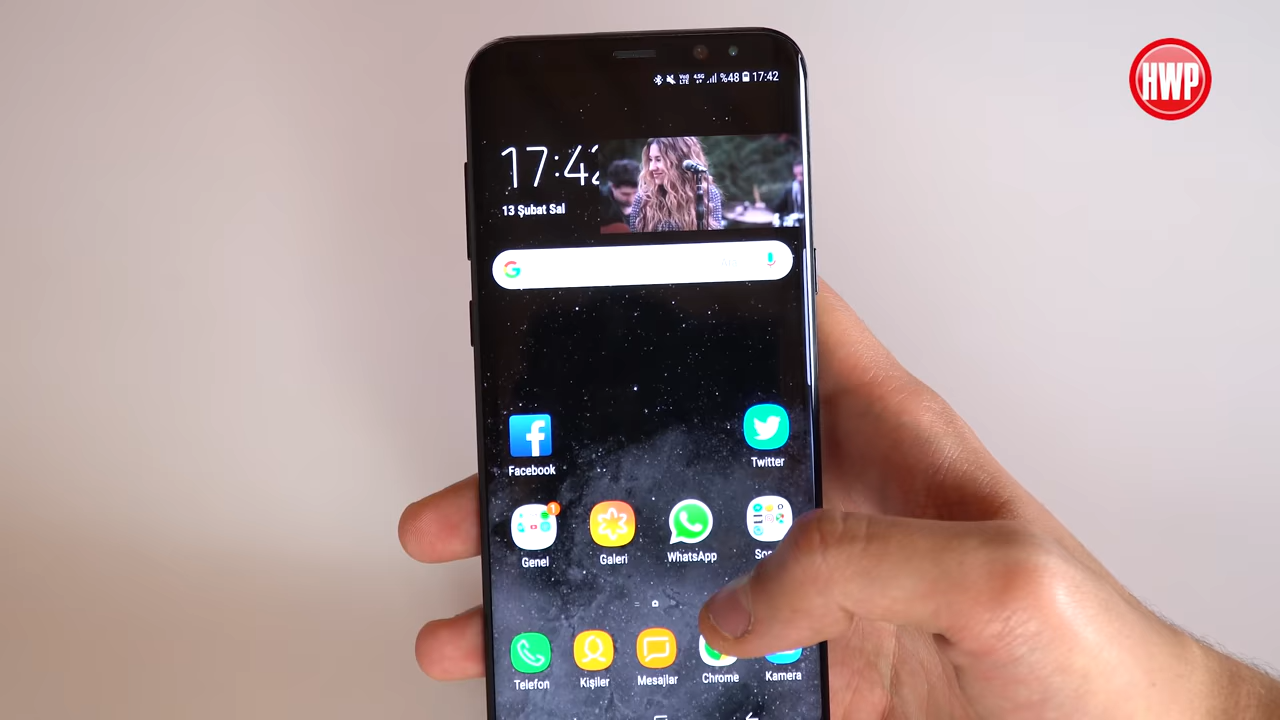 HWP
%48 17:42
17:42
13 Şubat Sal
Facebook
Twitter
1
Genel
Galeri
WhatsApp
Telefon
Kişiler
Mesajlar
Chrome
Kamera